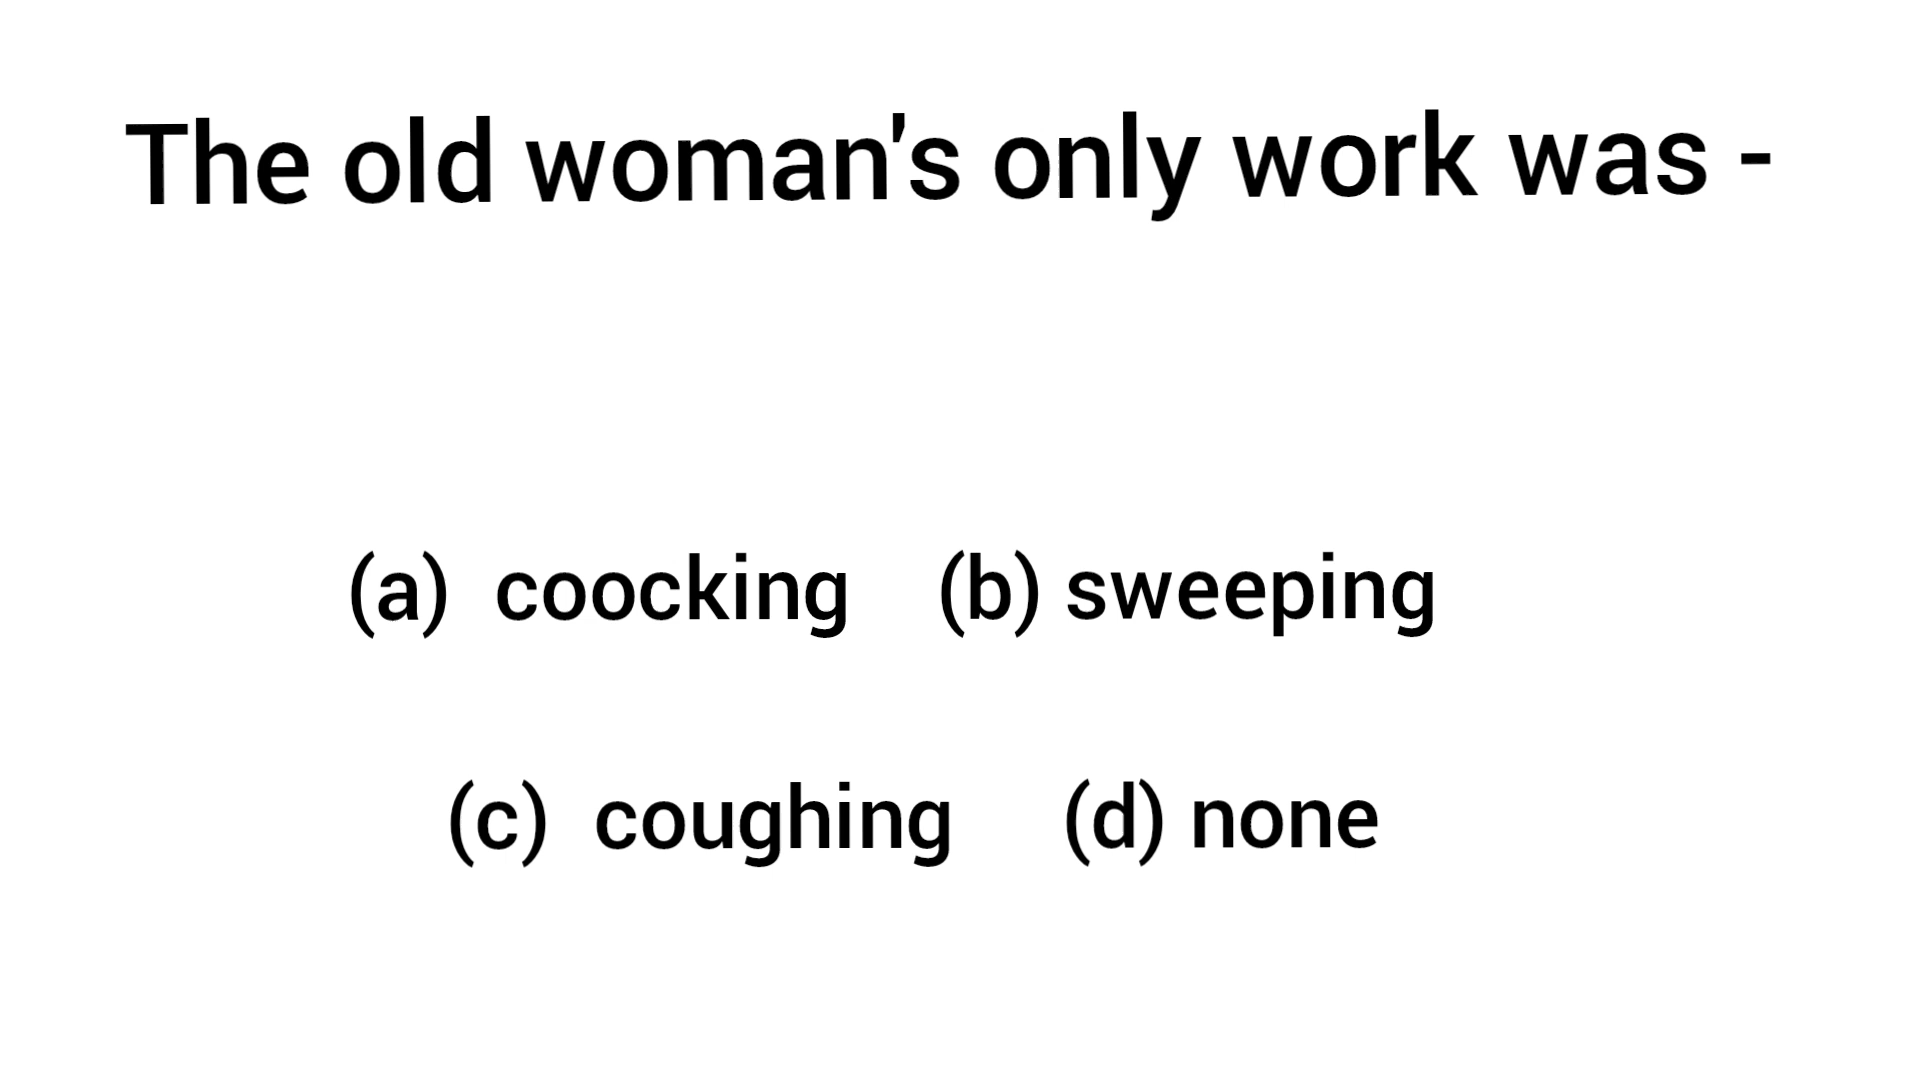 The old woman's only work was -
(a) coocking (b) sweeping
(c) coughing (d) none